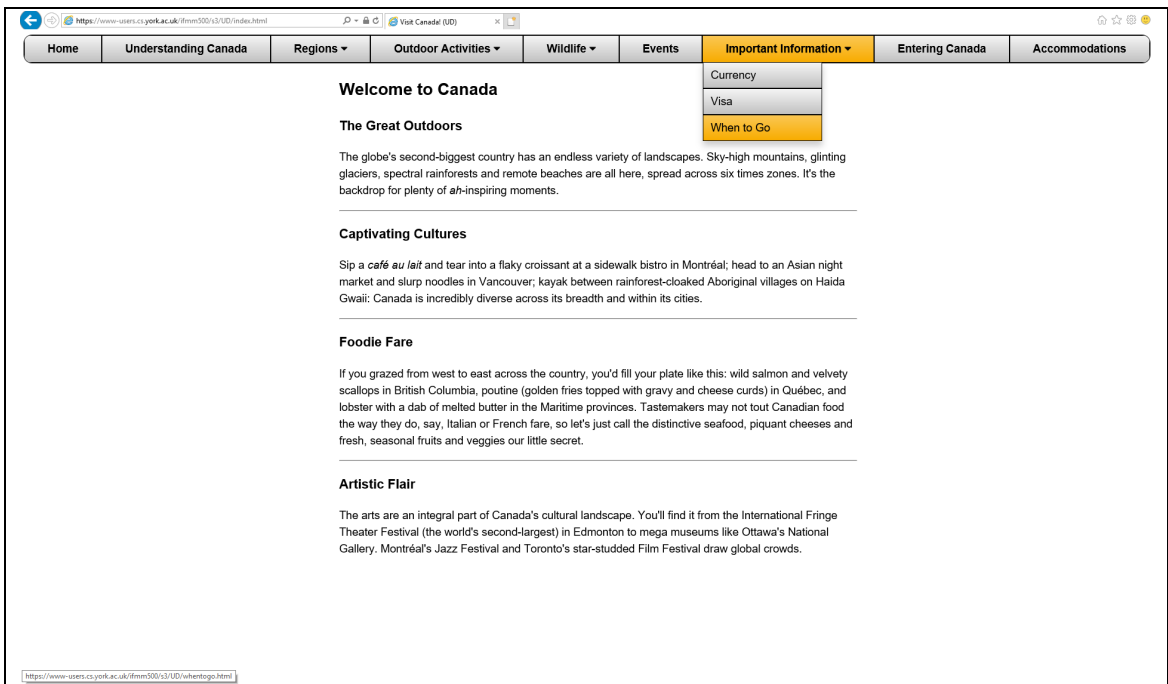 https://www-users.cs.york.ac.uk/ifmm500/s3/UD/index.html
Visit Canada! (UD)
Home Understanding Canada Regions Outdoor Activities Wildlife Events Important Information Entering Canada Accommodations
Currency
Visa
When to Go
Welcome to Canada
The Great Outdoors
The globe's second-biggest country has an endless variety of landscapes. Sky-high mountains, glinting
glaciers, spectral rainforests and remote beaches are all here, spread across six times zones. It's the
backdrop for plenty of ah-inspiring moments.
Captivating Cultures
Sip a café au lait and tear into a flaky croissant at a sidewalk bistro in Montréal; head to an Asian night
market and slurp noodles in Vancouver; kayak between rainforest-cloaked Aboriginal villages on Haida
Gwaii: Canada is incredibly diverse across its breadth and within its cities.
Foodie Fare
If you grazed from west to east across the country, you'd fill your plate like this: wild salmon and velvety
scallops in British Columbia, poutine (golden fries topped with gravy and cheese curds) in Québec, and
lobster with a dab of melted butter in the Maritime provinces. Tastemakers may not tout Canadian food
the way they do, say, Italian or French fare, so let's just call the distinctive seafood, piquant cheeses and
fresh, seasonal fruits and veggies our little secret.
Artistic Flair
The arts are an integral part of Canada's cultural landscape. You'll find it from the International Fringe
Theater Festival (the world's second-largest) in Edmonton to mega museums like Ottawa's National
Gallery. Montréal's Jazz Festival and Toronto's star-studded Film Festival draw global crowds.
https://www-users.cs.york.ac.uk/ifmm500/s3/UD/whentogo.html